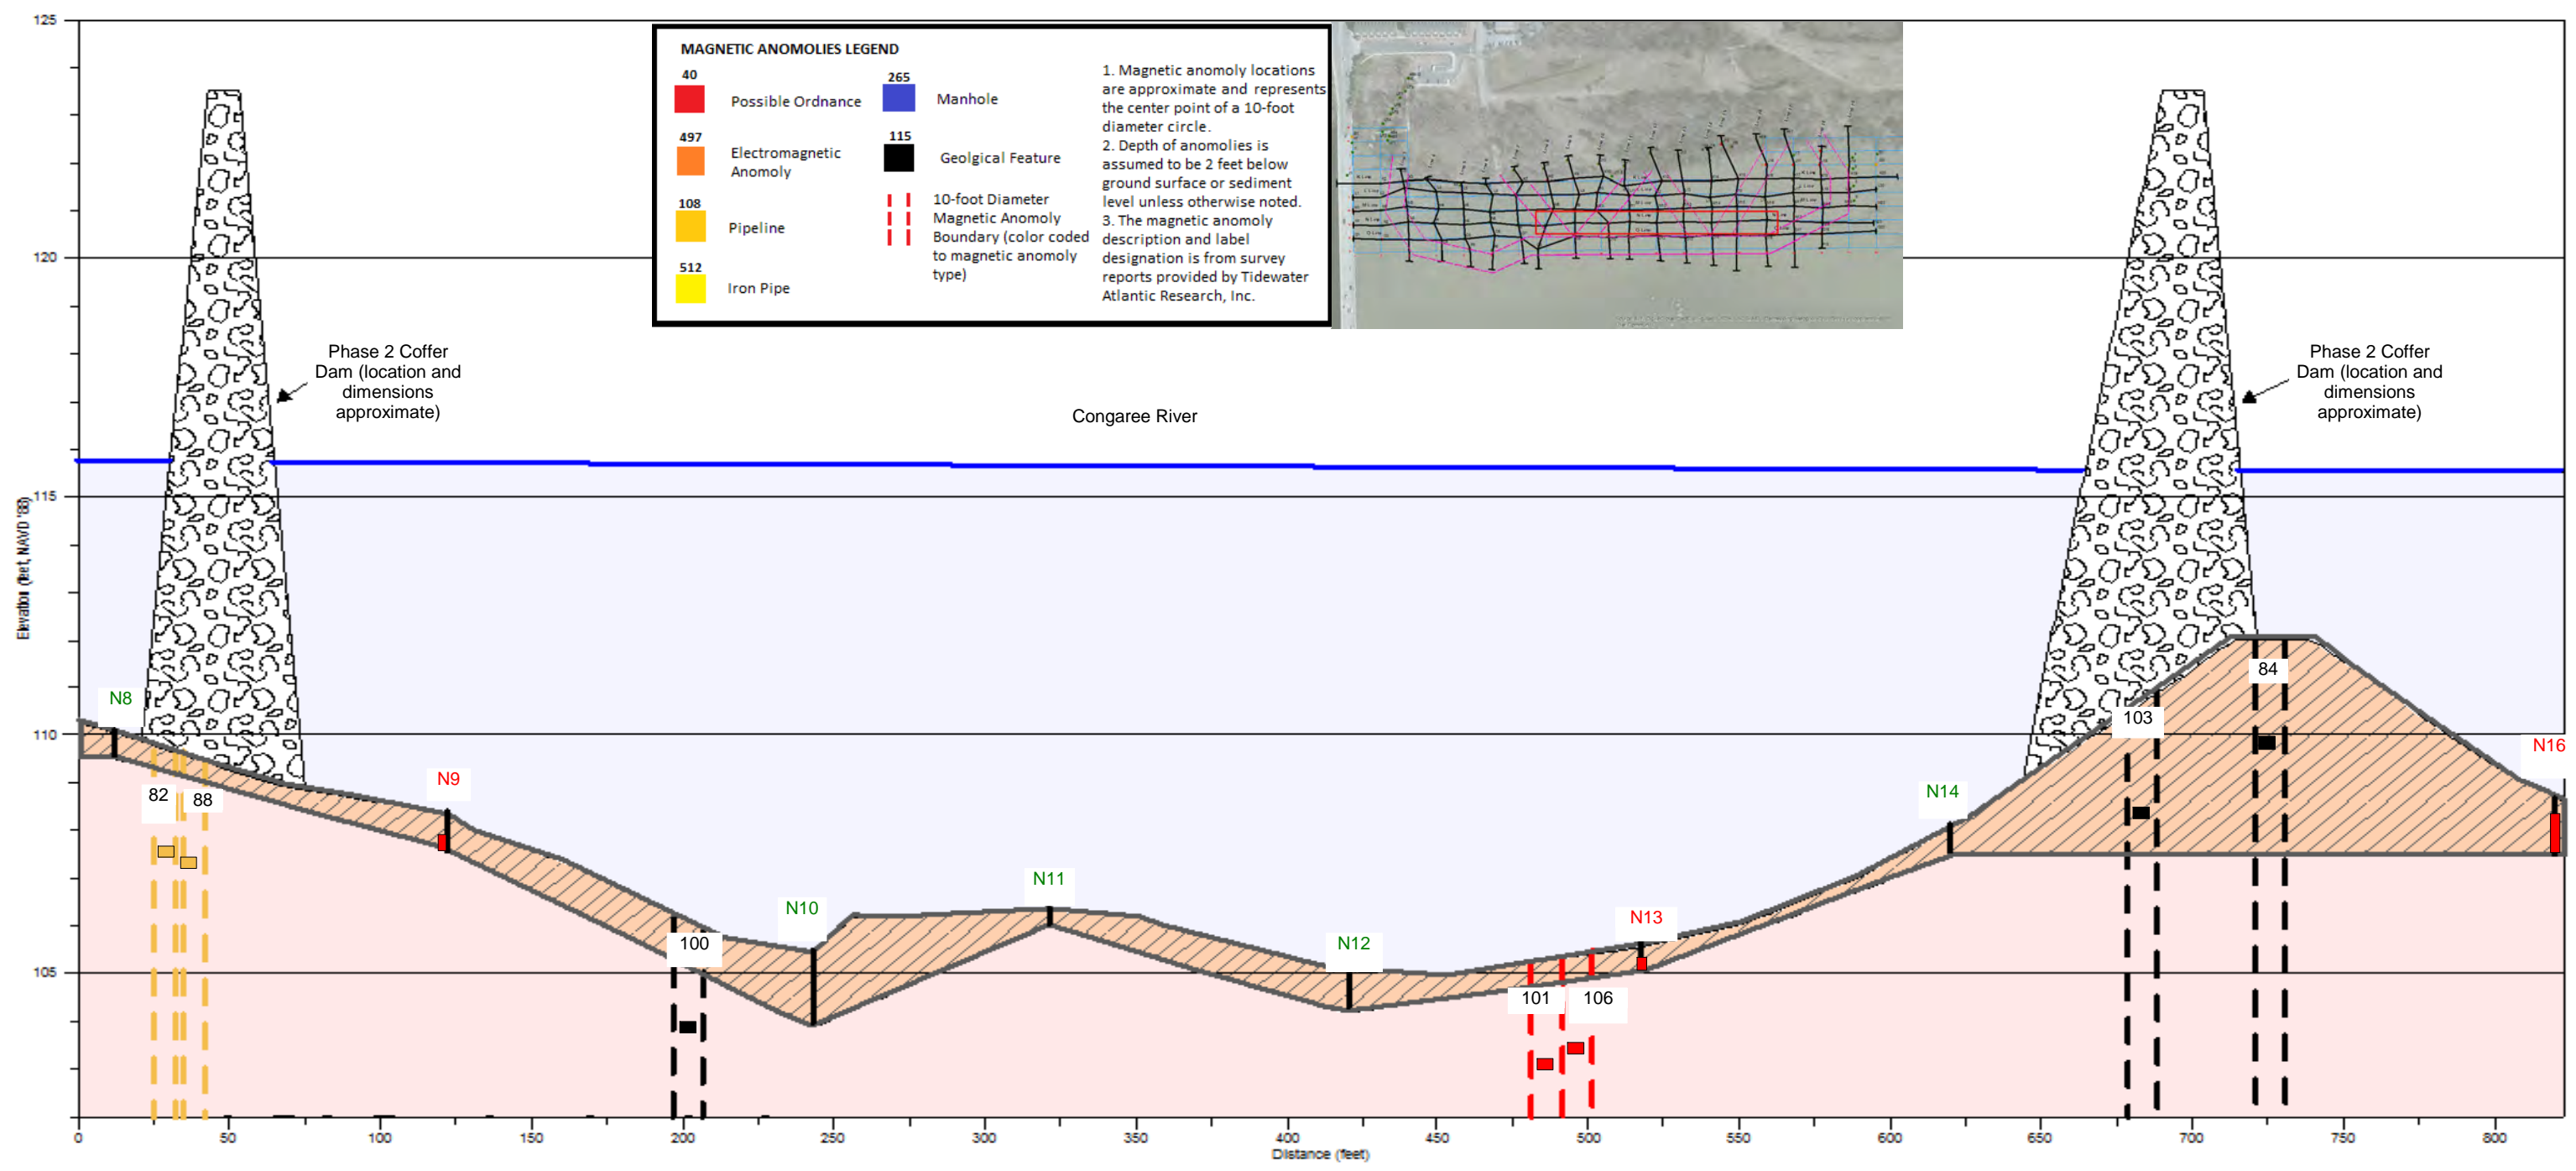 125
120
115
110
105
Elevation (feet, NAVD '88)
MAGNETIC ANOMOLIES LEGEND
40
Possible Ordnance
497
Electromagnetic
Anomoly
108
Pipeline
512
Iron Pipe
265
Manhole
115
Geolgical Feature
10-foot Diameter
Magnetic Anomoly
Boundary (color coded
to magnetic anomoly
type)
1. Magnetic anomoly locations
are approximate and represents
the center point of a 10-foot
diameter circle.
2. Depth of anomolies is
assumed to be 2 feet below
ground surface or sediment
level unless otherwise noted.
3. The magnetic anomoly
description and label
designation is from survey
reports provided by Tidewater
Atlantic Research, Inc.
Phase 2 Coffer
Dam (location and
dimensions
approximate)
Congaree River
Phase 2 Coffer
Dam (location and
dimensions
approximate)
N8
82
88
N9
100
N10
N11
N12
101
106
N13
N14
103
84
N16
0
50
100
150
200
250
300
350
400
450
500
550
600
650
700
750
800
Distance (feet)